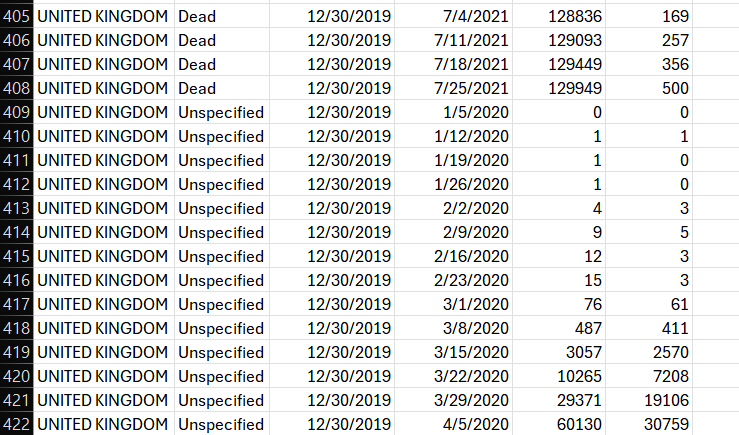 405 UNITED KINGDOM Dead 12/30/2019 7/4/2021 128836 169
406 UNITED KINGDOM Dead 12/30/2019 7/11/2021 129093 257
407 UNITED KINGDOM Dead 12/30/2019 7/18/2021 129449 356
408 UNITED KINGDOM Dead 12/30/2019 7/25/2021 129949 500
409 UNITED KINGDOM Unspecified 12/30/2019 1/5/2020 0 0
410 UNITED KINGDOM Unspecified 12/30/2019 1/12/2020 1 1
411 UNITED KINGDOM Unspecified 12/30/2019 1/19/2020 1 0
412 UNITED KINGDOM Unspecified 12/30/2019 1/26/2020 1 0
413 UNITED KINGDOM Unspecified 12/30/2019 2/2/2020 4 3
414 UNITED KINGDOM Unspecified 12/30/2019 2/9/2020 9 5
415 UNITED KINGDOM Unspecified 12/30/2019 2/16/2020 12 3
416 UNITED KINGDOM Unspecified 12/30/2019 2/23/2020 15 3
417 UNITED KINGDOM Unspecified 12/30/2019 3/1/2020 76 61
418 UNITED KINGDOM Unspecified 12/30/2019 3/8/2020 487 411
419 UNITED KINGDOM Unspecified 12/30/2019 3/15/2020 3057 2570
420 UNITED KINGDOM Unspecified 12/30/2019 3/22/2020 10265 7208
421 UNITED KINGDOM Unspecified 12/30/2019 3/29/2020 29371 19106
422 UNITED KINGDOM Unspecified 12/30/2019 4/5/2020 60130 30759